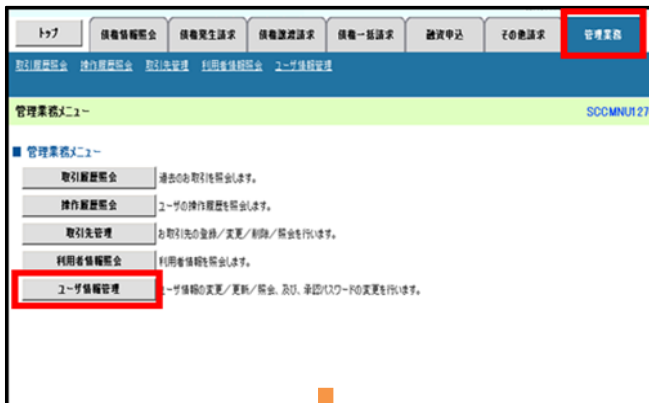 トップ 債権情報照会 債権発生請求 債権譲渡請求 債権一括請求 融資申込 その他請求 管理業務
取引履歴照会 操作履歴照会 取引先管理 利用者情報照会 ユーザ情報管理
管理業務メニュー SCCMNU127
■ 管理業務メニュー
取引履歴照会 過去のお取引を照会します。
操作履歴照会 ユーザの操作履歴を照会します。
取引先管理 お取引先の登録／変更／削除／照会を行います。
利用者情報照会 利用者情報を照会します。
ユーザ情報管理 ユーザ情報の変更／更新／照会、及び、承認パスワードの変更を行います。